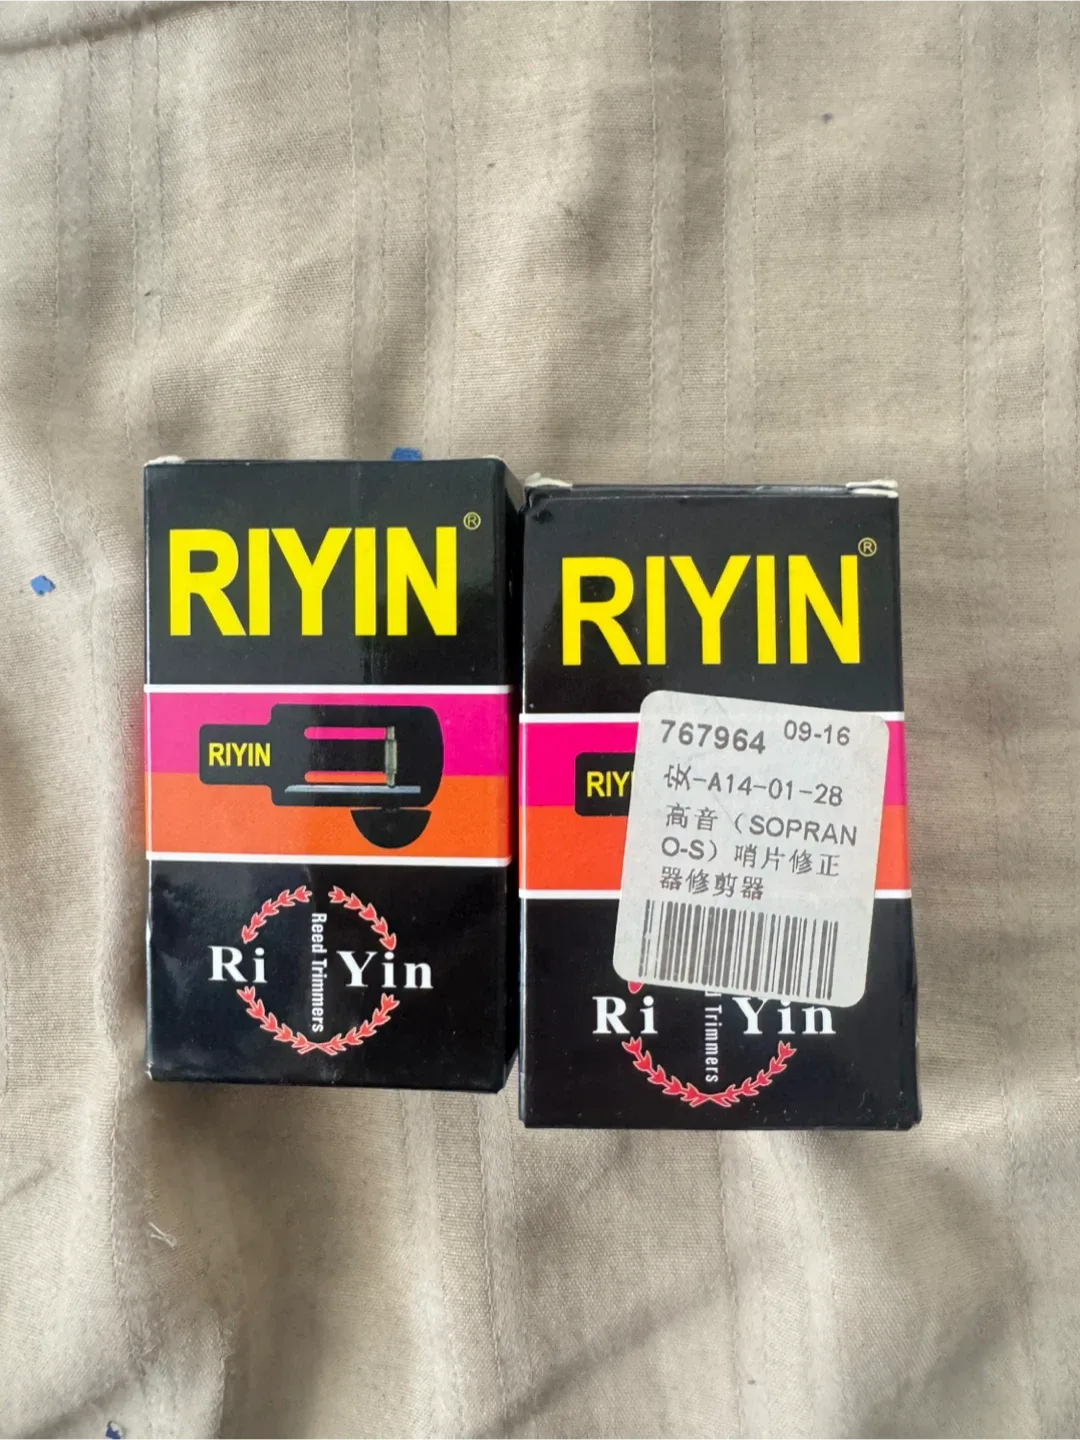 RIYIN®
RIYIN
Ri Yin
Reed Trimmers
RIYIN®
RIY
767964 09-16
安-A14-01-28
高音（SOPRAN
O-S）哨片修正
器修剪器
Ri Yin
Trimmers